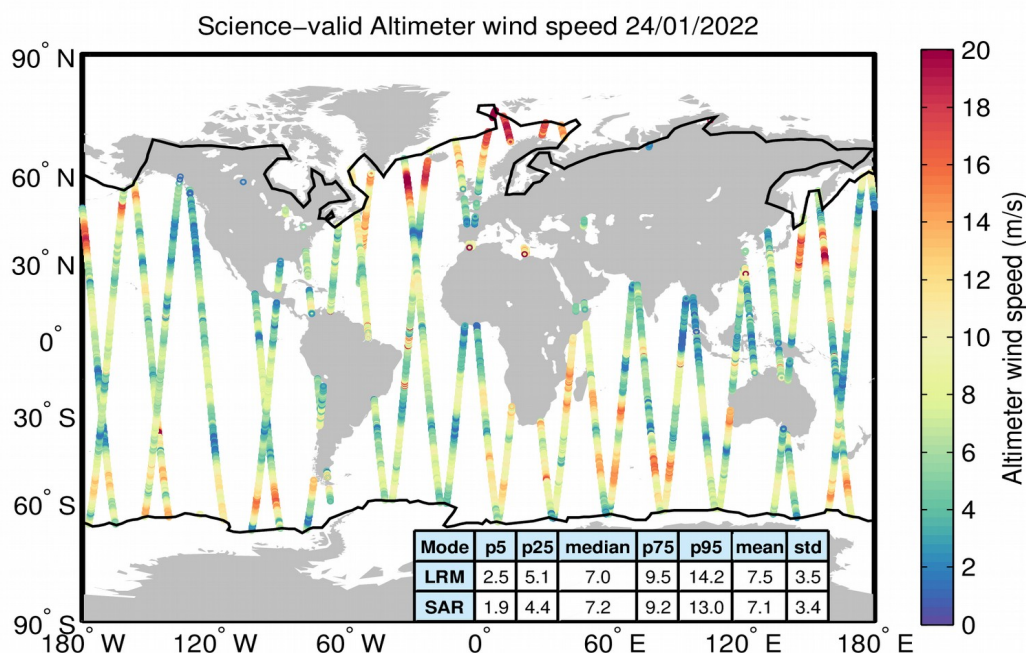 Science−valid Altimeter wind speed 24/01/2022
90° N
60° N
30° N
0°
30° S
60° S
90° S
180° W
120° W
60° W
0°
60° E
120° E
180° E
Mode p5 p25 median p75 p95 mean std
LRM 2.5 5.1 7.0 9.5 14.2 7.5 3.5
SAR 1.9 4.4 7.2 9.2 13.0 7.1 3.4
20
18
16
14
12
10
8
6
4
2
0
Altimeter wind speed (m/s)